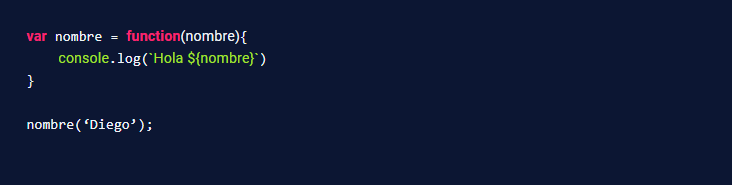 var nombre = function(nombre){
console.log(`Hola ${nombre}`)
}
nombre(‘Diego’);